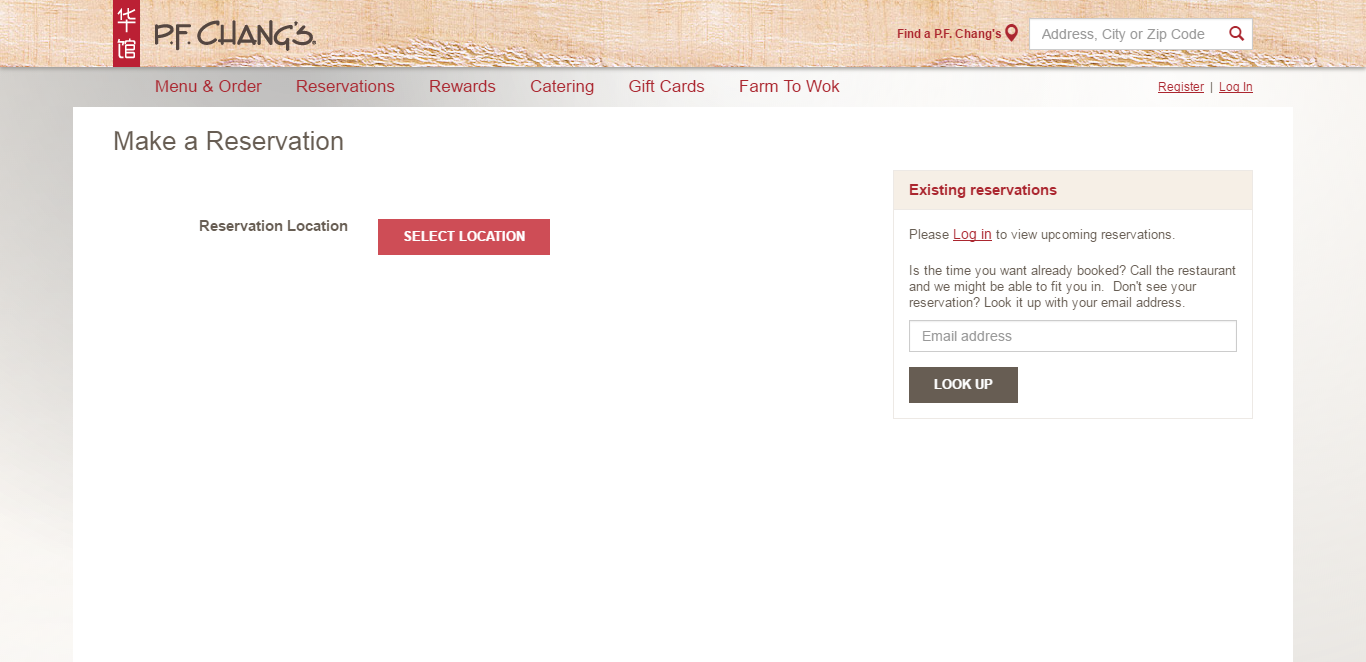 华
馆
P.F. CHANG'S
Find a P.F. Chang's
Address, City or Zip Code
Menu & Order
Reservations
Rewards
Catering
Gift Cards
Farm To Wok
Register | Log In
Make a Reservation
Reservation Location
SELECT LOCATION
Existing reservations
Please Log in to view upcoming reservations.
Is the time you want already booked? Call the restaurant
and we might be able to fit you in. Don't see your
reservation? Look it up with your email address.
Email address
LOOK UP